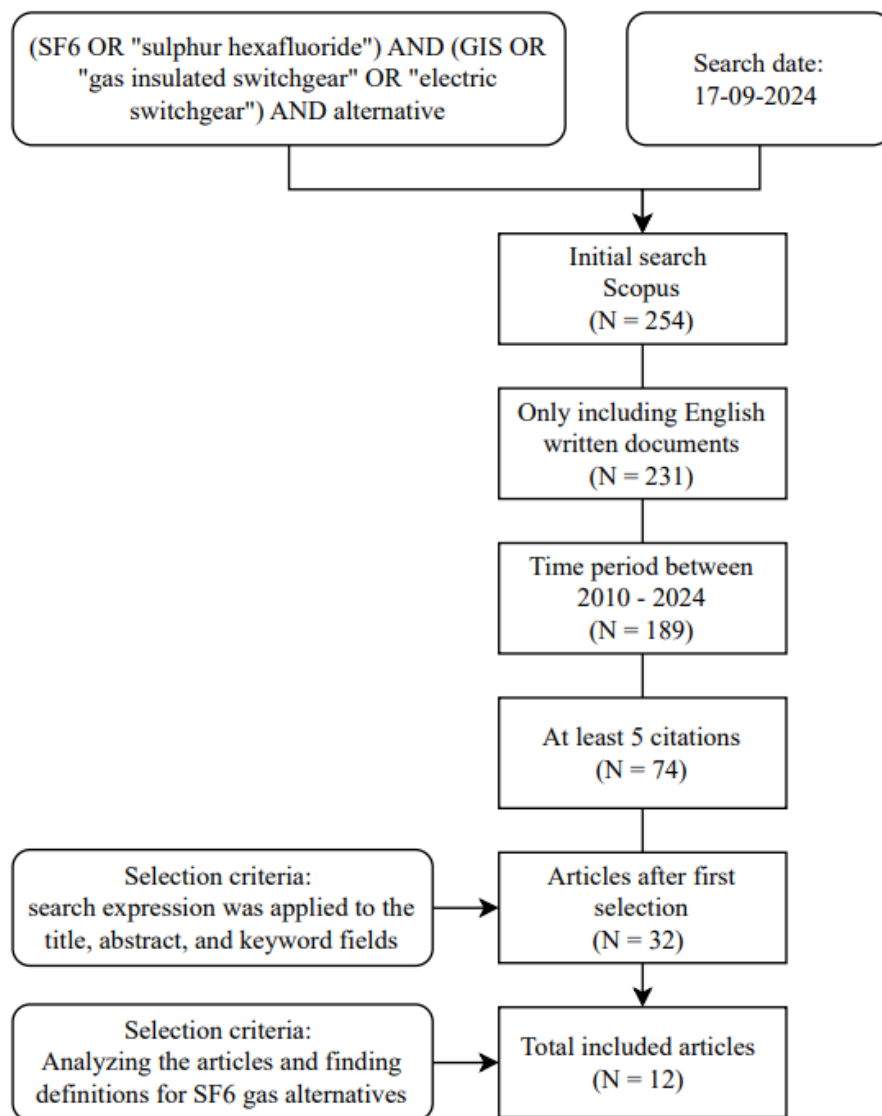 (SF6 OR "sulphur hexafluoride") AND (GIS OR
"gas insulated switchgear" OR "electric
switchgear") AND alternative
Search date:
17-09-2024
Initial search
Scopus
(N = 254)
Only including English
written documents
(N = 231)
Time period between
2010 - 2024
(N = 189)
At least 5 citations
(N = 74)
Selection criteria:
search expression was applied to the
title, abstract, and keyword fields
Articles after first
selection
(N = 32)
Selection criteria:
Analyzing the articles and finding
definitions for SF6 gas alternatives
Total included articles
(N = 12)